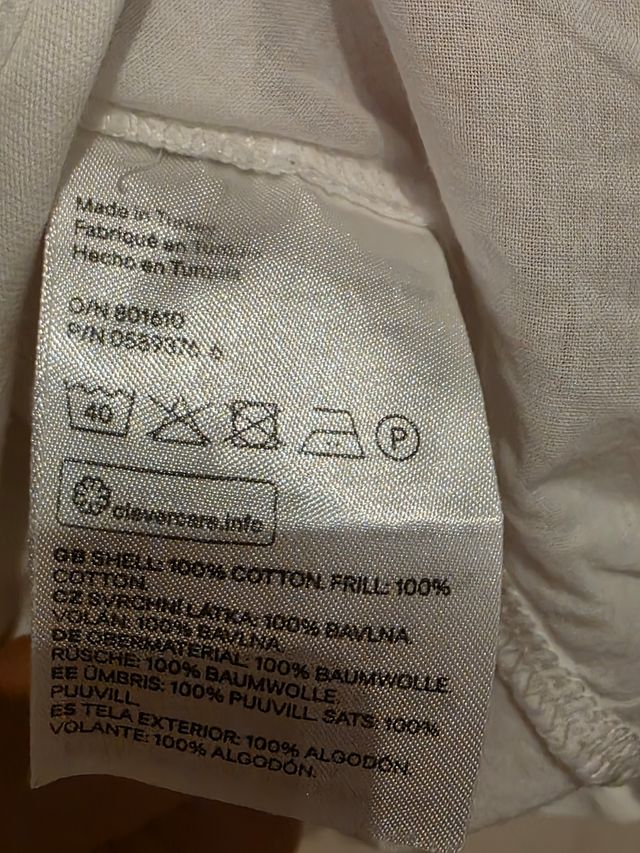 Made in Turkey
Fabriqué en Turquie
Hecho en Turquía
O/N 801610
P/N
40
P
clevercare.info
GB SHELL: 100% COTTON. FRILL: 100%
COTTON.
CZ SVRCHNÍ LÁTKA: 100% BAVLNA.
VOLÁN: 100% BAVLNA.
DE OBERMATERIAL: 100% BAUMWOLLE.
RÜSCHE: 100% BAUMWOLLE.
EE ÜMBRIS: 100% PUUVILL. SATS: 100%
PUUVILL.
ES TELA EXTERIOR: 100% ALGODÓN.
VOLANTE: 100% ALGODÓN.